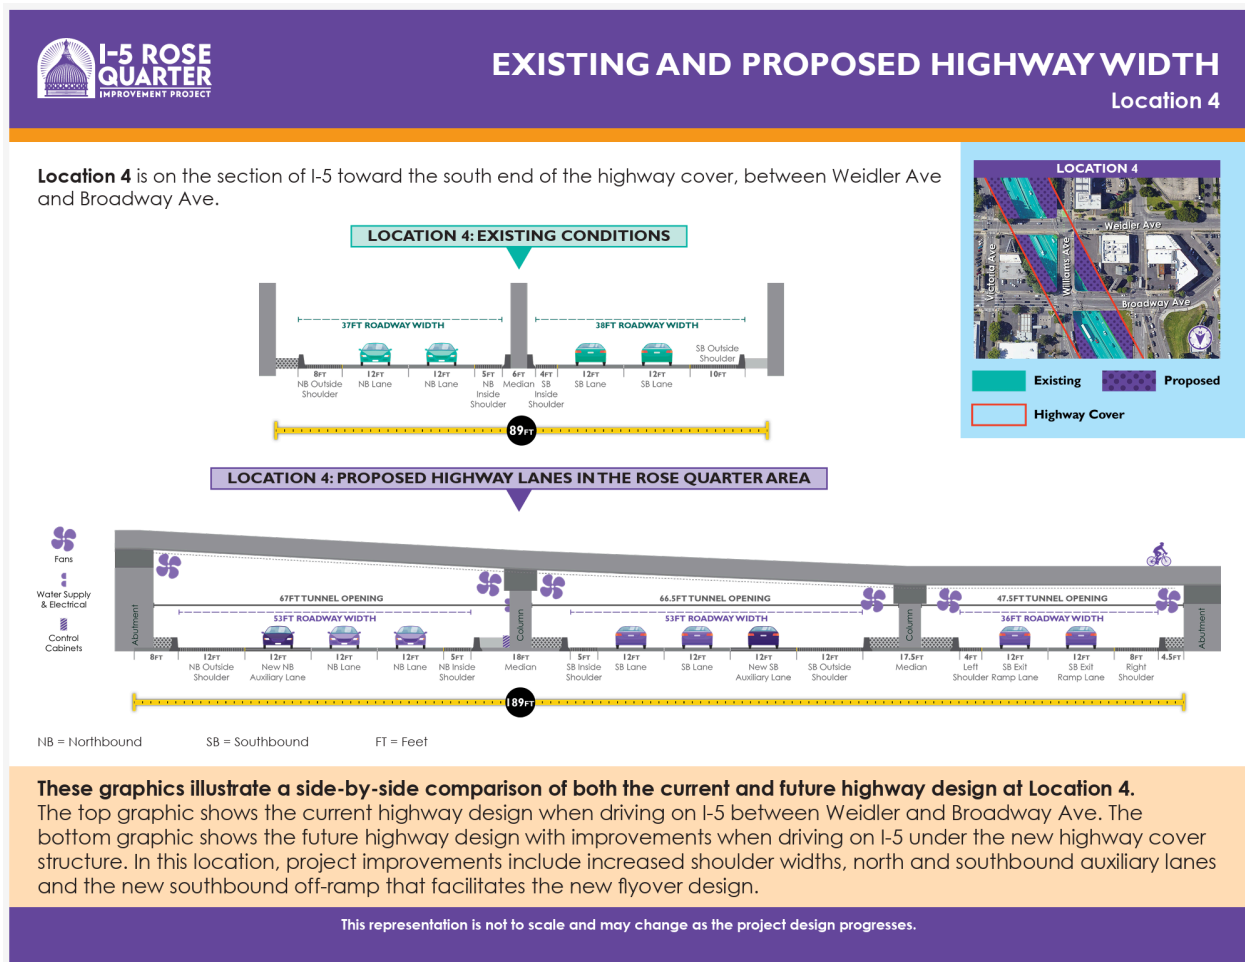 I-5 ROSE
QUARTER
IMPROVEMENT PROJECT
EXISTING AND PROPOSED HIGHWAY WIDTH
Location 4
Location 4 is on the section of I-5 toward the south end of the highway cover, between Weidler Ave
and Broadway Ave.
LOCATION 4
Weidler Ave
Victoria Ave
Williams Ave
Broadway Ave
N
Existing
Proposed
Highway Cover
LOCATION 4: EXISTING CONDITIONS
37FT ROADWAY WIDTH
38FT ROADWAY WIDTH
SB Outside
Shoulder
8FT 12FT 12FT 5FT 6FT 4FT 12FT 12FT 10FT
NB Outside
Shoulder
NB Lane
NB Lane
NB
Inside
Shoulder
Median
SB
Inside
Shoulder
SB Lane
SB Lane
89FT
LOCATION 4: PROPOSED HIGHWAY LANES IN THE ROSE QUARTER AREA
Fans
Water Supply
& Electrical
Control
Cabinets
67FT TUNNEL OPENING
66.5FT TUNNEL OPENING
47.5FT TUNNEL OPENING
53FT ROADWAY WIDTH
53FT ROADWAY WIDTH
36FT ROADWAY WIDTH
Abutment
Column
Column
Abutment
8FT 12FT 12FT 12FT 12FT 5FT 18FT 5FT 12FT 12FT 12FT 12FT 17.5FT 4FT 12FT 12FT 8FT 4.5FT
NB Outside
Shoulder
New NB
Auxiliary Lane
NB Lane
NB Lane
NB Inside
Shoulder
Median
SB Inside
Shoulder
SB Lane
SB Lane
New SB
Auxiliary Lane
SB Outside
Shoulder
Median
Left
Shoulder
SB Exit
Ramp Lane
SB Exit
Ramp Lane
Right
Shoulder
189FT
NB = Northbound SB = Southbound FT = Feet
These graphics illustrate a side-by-side comparison of both the current and future highway design at Location 4.
The top graphic shows the current highway design when driving on I-5 between Weidler and Broadway Ave. The
bottom graphic shows the future highway design with improvements when driving on I-5 under the new highway cover
structure. In this location, project improvements include increased shoulder widths, north and southbound auxiliary lanes
and the new southbound off-ramp that facilitates the new flyover design.
This representation is not to scale and may change as the project design progresses.